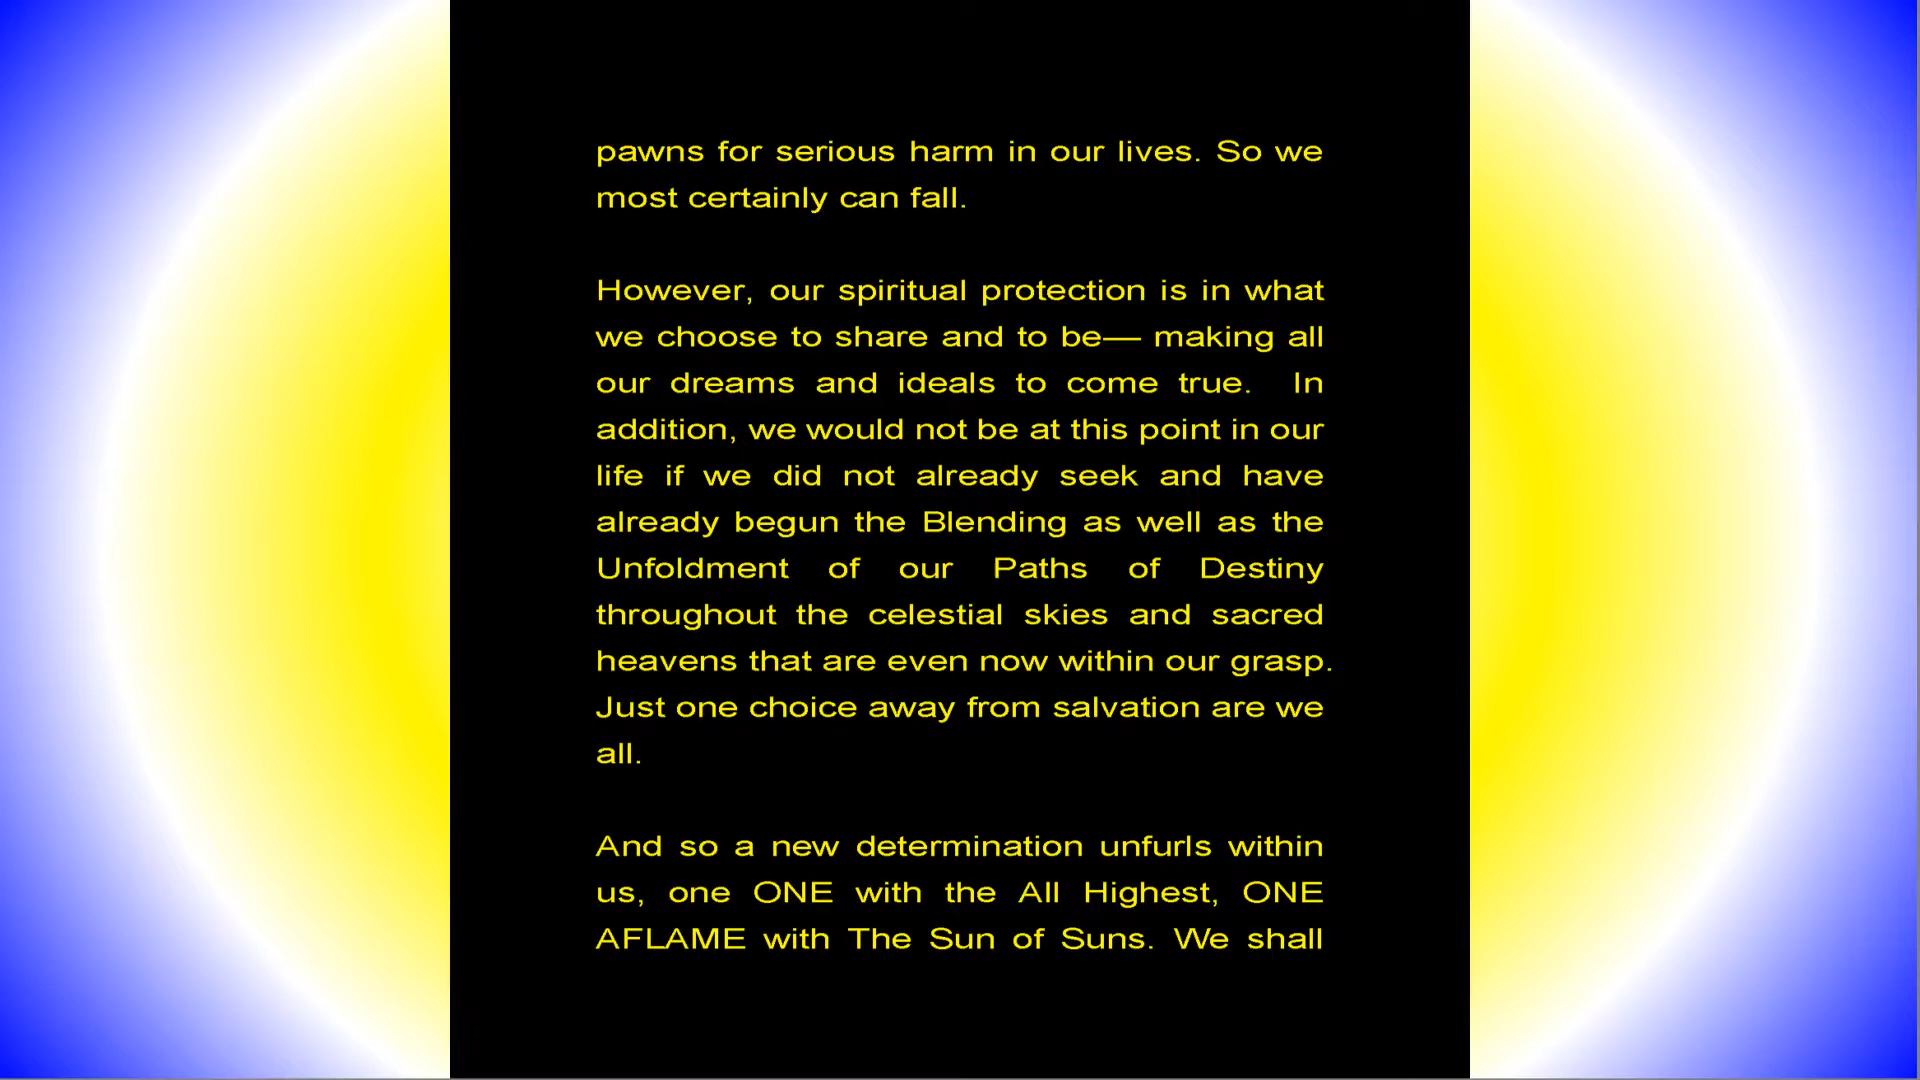 pawns for serious harm in our lives. So we
most certainly can fall.
However, our spiritual protection is in what
we choose to share and to be— making all
our dreams and ideals to come true. In
addition, we would not be at this point in our
life if we did not already seek and have
already begun the Blending as well as the
Unfoldment of our Paths of Destiny
throughout the celestial skies and sacred
heavens that are even now within our grasp.
Just one choice away from salvation are we
all.
And so a new determination unfurls within
us, one ONE with the All Highest, ONE
AFLAME with The Sun of Suns. We shall